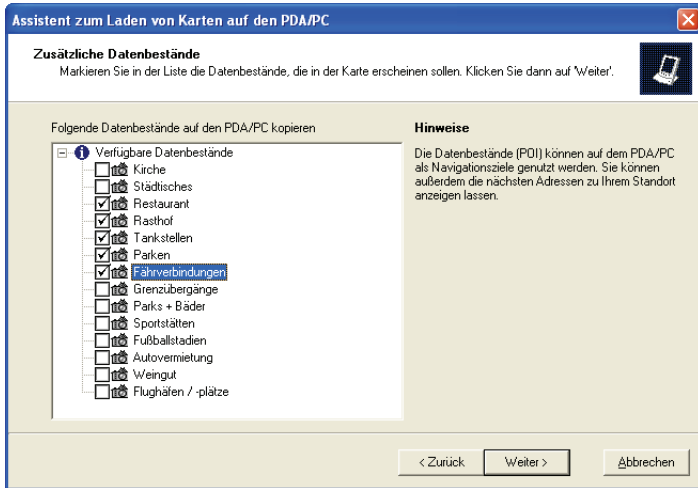 Assistent zum Laden von Karten auf den PDA/PC
Zusätzliche Datenbestände
Markieren Sie in der Liste die Datenbestände, die in der Karte erscheinen sollen. Klicken Sie dann auf 'Weiter'.
Folgende Datenbestände auf den PDA/PC kopieren
Verfügbare Datenbestände
Kirche
Städtisches
Restaurant
Rasthof
Tankstellen
Parken
Fährverbindungen
Grenzübergänge
Parks + Bäder
Sportstätten
Fußballstadien
Autovermietung
Weingut
Flughäfen / -plätze
Hinweise
Die Datenbestände (POI) können auf dem PDA/PC
als Navigationsziele genutzt werden. Sie können
außerdem die nächsten Adressen zu Ihrem Standort
anzeigen lassen.
< Zurück
Weiter >
Abbrechen